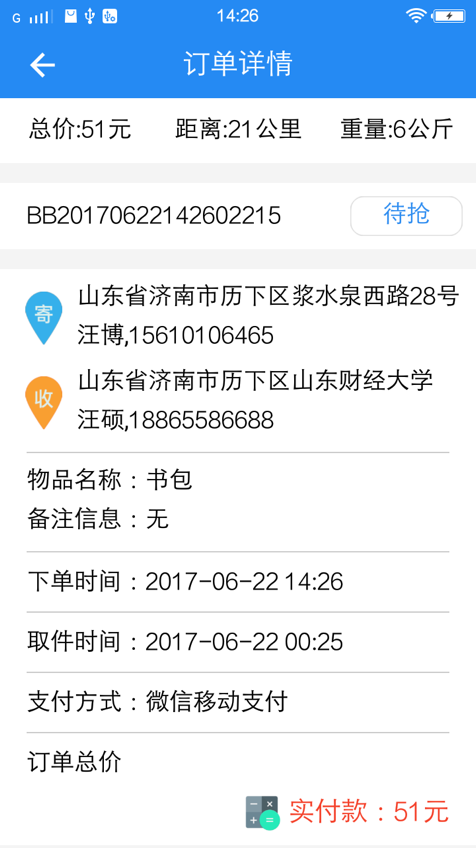 G 14:26
订单详情
总价:51元 距离:21公里 重量:6公斤
BB20170622142602215 待抢
寄 山东省济南市历下区浆水泉西路28号
汪博,15610106465
收 山东省济南市历下区山东财经大学
汪硕,18865586688
物品名称：书包
备注信息：无
下单时间：2017-06-22 14:26
取件时间：2017-06-22 00:25
支付方式：微信移动支付
订单总价
实付款：51元